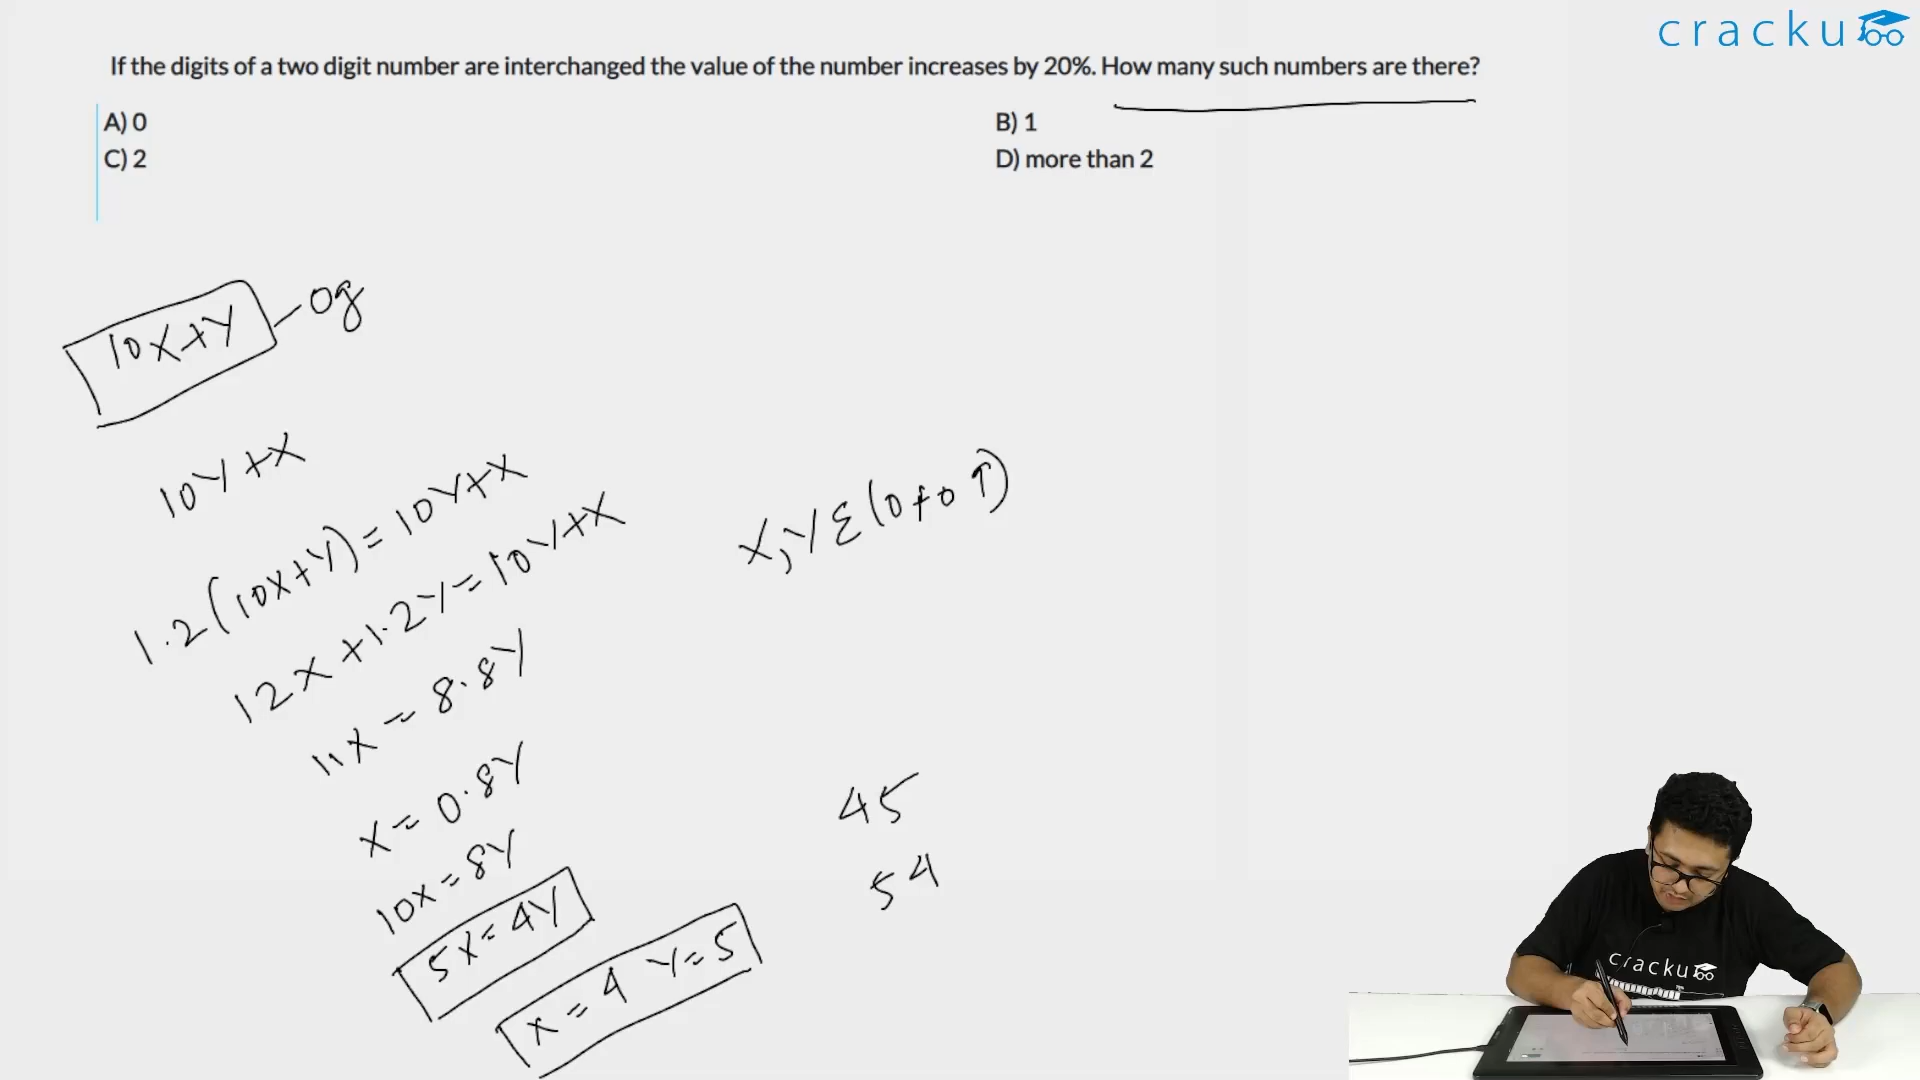 cracku
If the digits of a two digit number are interchanged the value of the number increases by 20%. How many such numbers are there?
A) 0
B) 1
C) 2
D) more than 2
10X+Y - Og
10Y+X
1.2(10X+Y)=10Y+X
12X+1.2Y=10Y+X
X,Y ε (0 to 9)
11X=8.8Y
X=0.8Y
10X=8Y
5X=4Y
X=4 Y=5
45
54
cracku